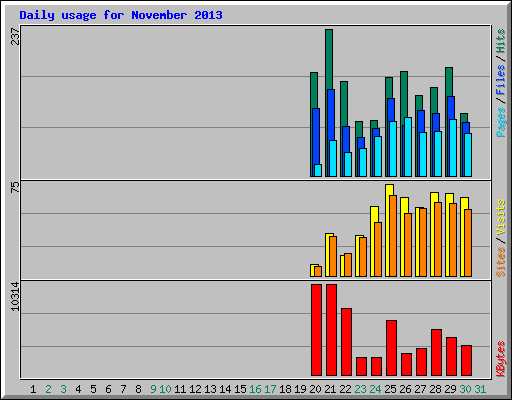 Daily usage for November 2013
237
Pages / Files / Hits
75
Sites / Visits
10314
KBytes
1 2 3 4 5 6 7 8 9 10 11 12 13 14 15 16 17 18 19 20 21 22 23 24 25 26 27 28 29 30 31